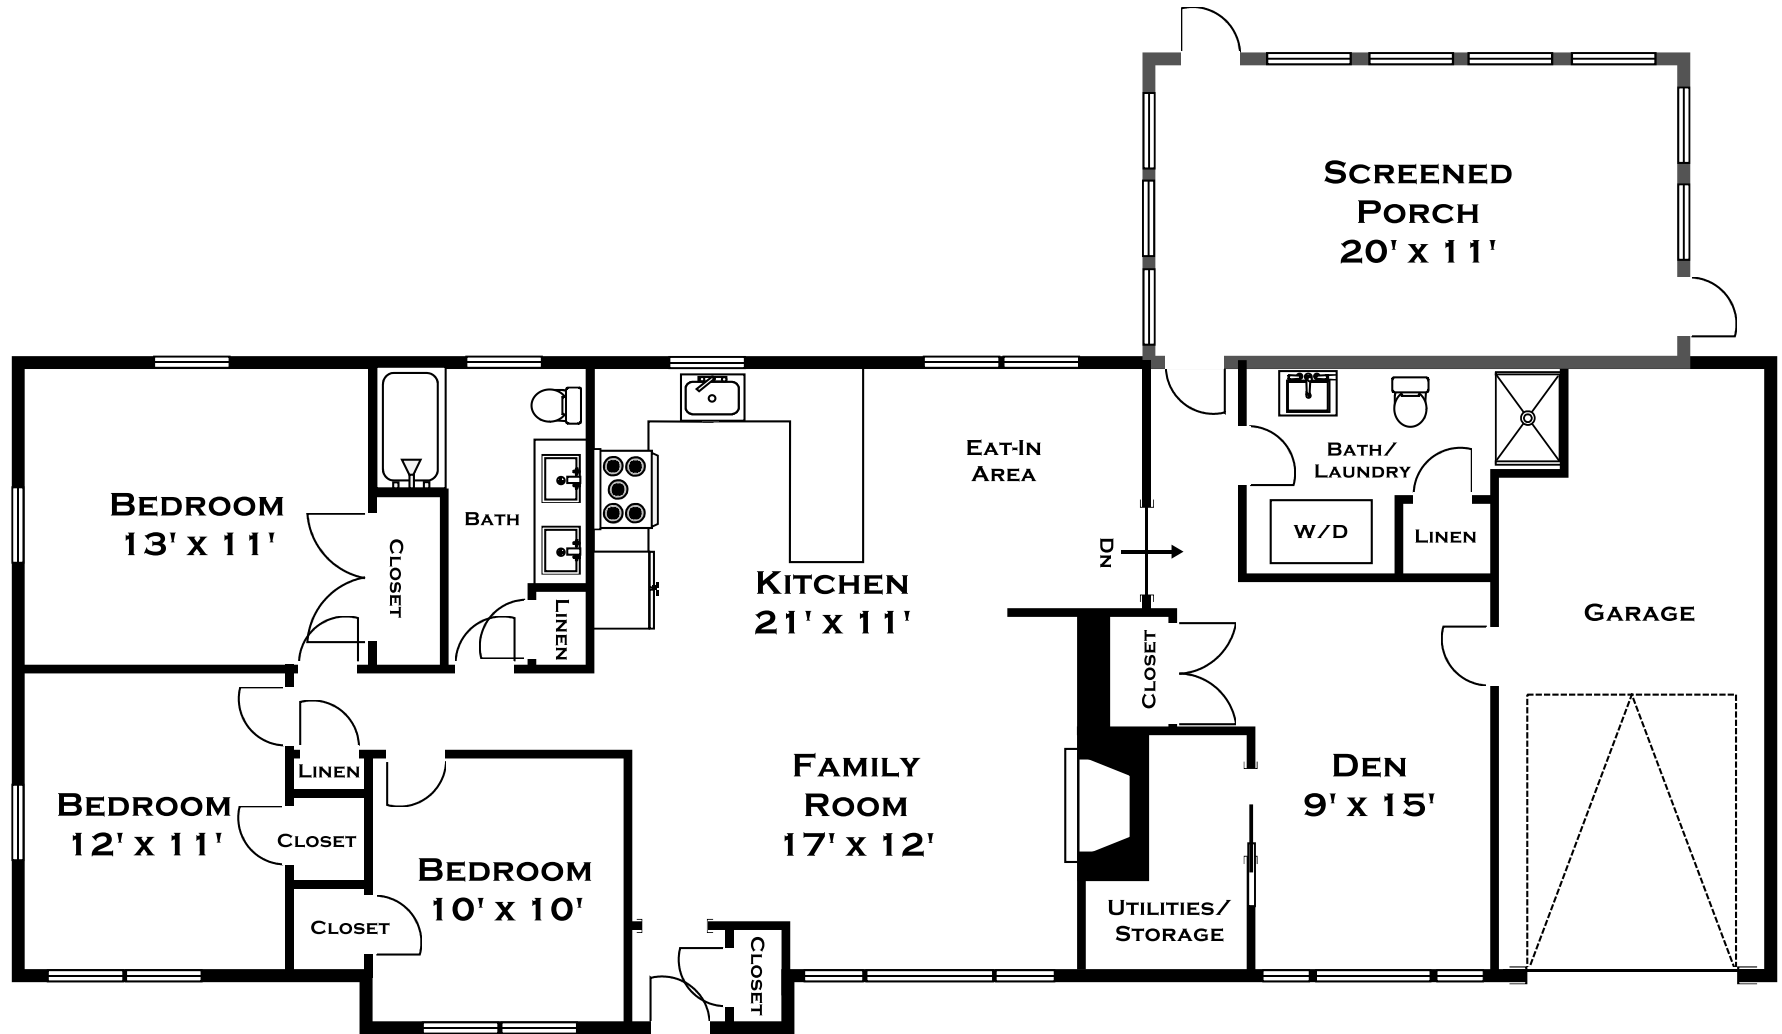 SCREENED
PORCH
20' X 11'
EAT-IN
AREA
BATH/
LAUNDRY
BEDROOM
13' X 11'
BATH
CLOSET
LINEN
KITCHEN
21' X 11'
DN
W/D
LINEN
GARAGE
CLOSET
LINEN
BEDROOM
12' X 11'
CLOSET
CLOSET
BEDROOM
10' X 10'
FAMILY
ROOM
17' X 12'
DEN
9' X 15'
UTILITIES/
STORAGE
CLOSET